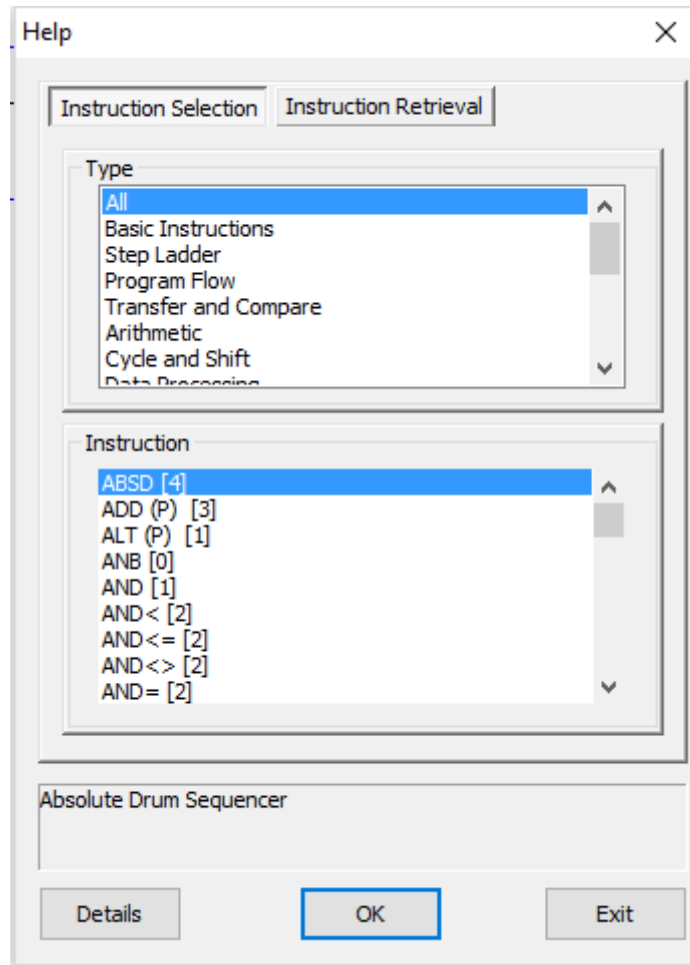 Help
Instruction Selection
Instruction Retrieval
Type
All
Basic Instructions
Step Ladder
Program Flow
Transfer and Compare
Arithmetic
Cycle and Shift
Data Processing
Instruction
ABSD [4]
ADD (P)  [3]
ALT (P)  [1]
ANB [0]
AND [1]
AND< [2]
AND<= [2]
AND<> [2]
AND= [2]
Absolute Drum Sequencer
Details
OK
Exit